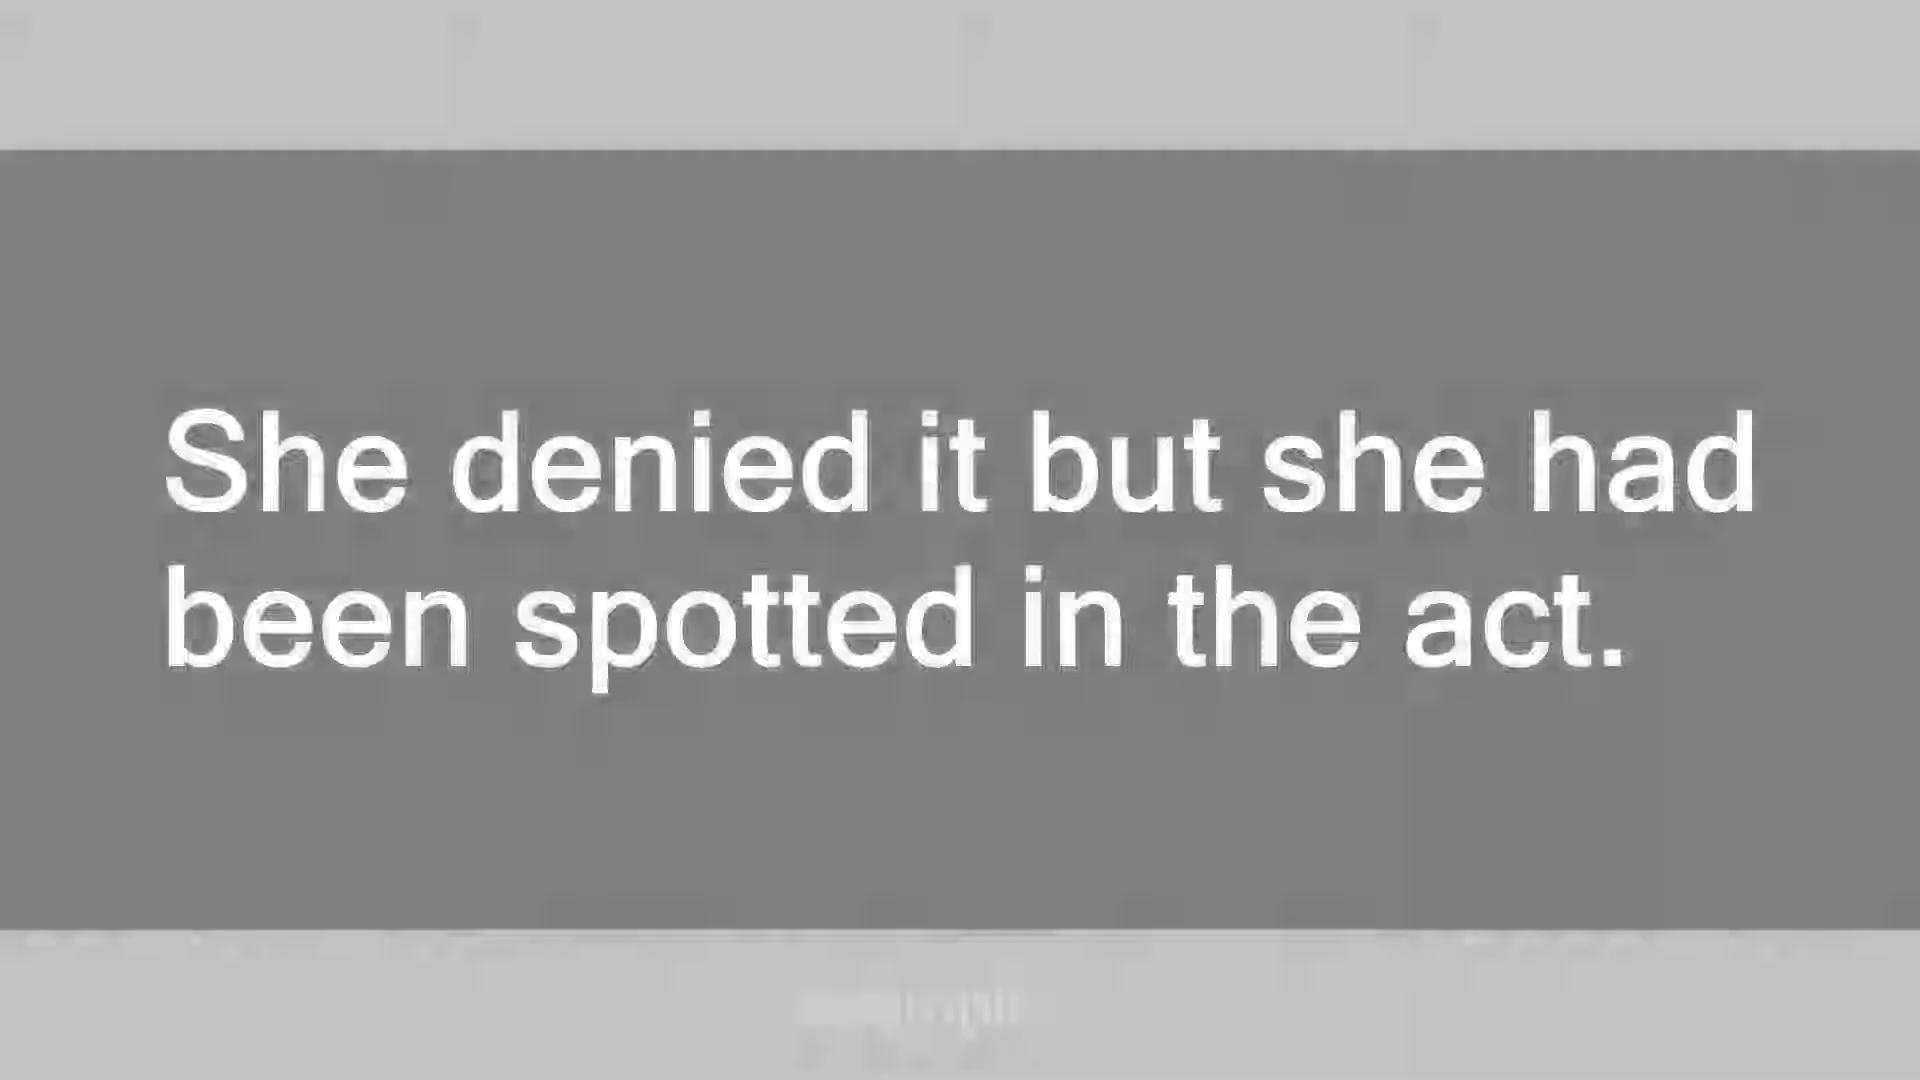 She denied it but she had
been spotted in the act.